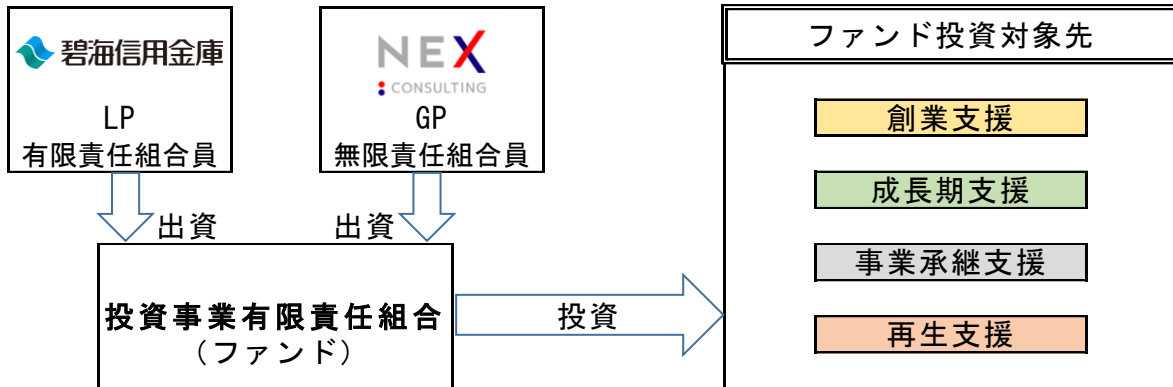 碧海信用金庫
LP
有限責任組合員
NEX
CONSULTING
GP
無限責任組合員
出資
出資
投資事業有限責任組合
(ファンド)
投資
ファンド投資対象先
創業支援
成長期支援
事業承継支援
再生支援